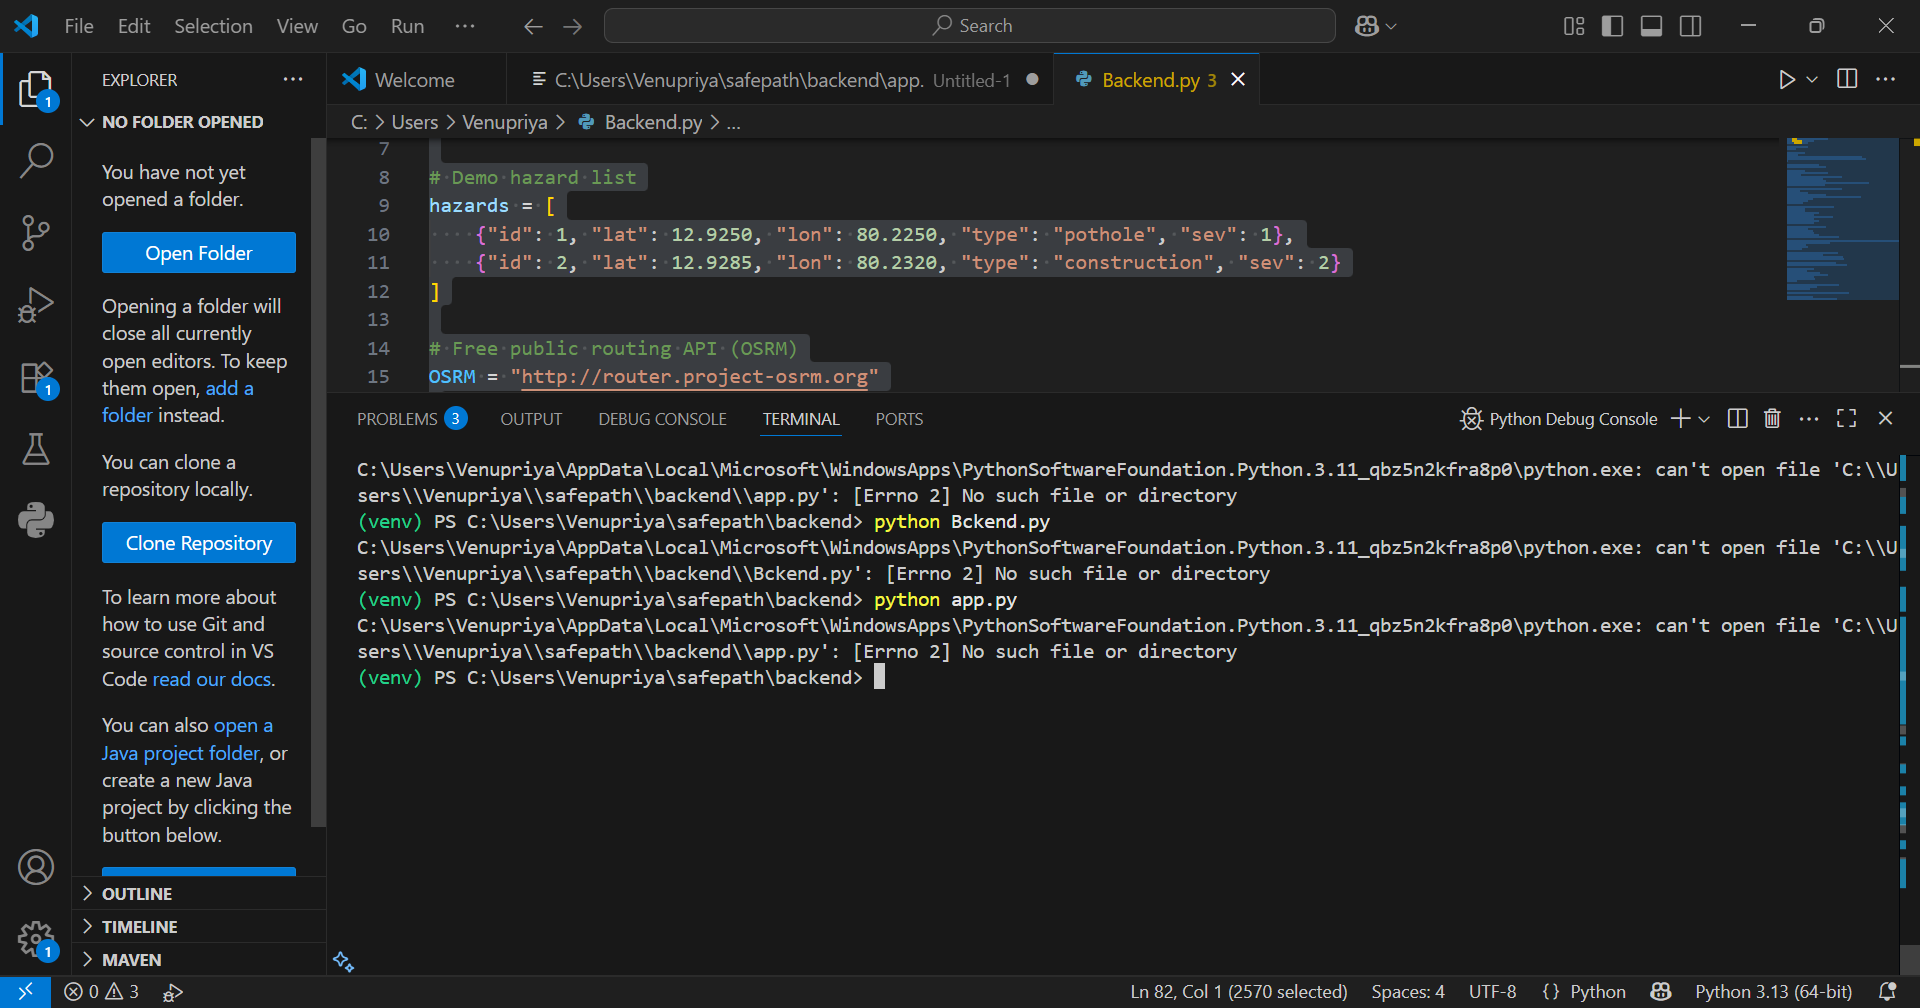 File Edit Selection View Go Run ··· Search
EXPLORER ···
Welcome
C:\Users\Venupriya\safepath\backend\app. Untitled-1
Backend.py 3
C: > Users > Venupriya > Backend.py > ...
NO FOLDER OPENED
You have not yet
opened a folder.
Open Folder
Opening a folder will
close all currently
open editors. To keep
them open, add a
folder instead.
You can clone a
repository locally.
Clone Repository
To learn more about
how to use Git and
source control in VS
Code read our docs.
You can also open a
Java project folder, or
create a new Java
project by clicking the
button below.
OUTLINE
TIMELINE
MAVEN
7
8 # Demo hazard list
9 hazards = [
10 {"id": 1, "lat": 12.9250, "lon": 80.2250, "type": "pothole", "sev": 1},
11 {"id": 2, "lat": 12.9285, "lon": 80.2320, "type": "construction", "sev": 2}
12 ]
13
14 # Free public routing API (OSRM)
15 OSRM = "http://router.project-osrm.org"
PROBLEMS 3 OUTPUT DEBUG CONSOLE TERMINAL PORTS Python Debug Console
C:\Users\Venupriya\AppData\Local\Microsoft\WindowsApps\PythonSoftwareFoundation.Python.3.11_qbz5n2kfra8p0\python.exe: can't open file 'C:\\U
sers\\Venupriya\\safepath\\backend\\app.py': [Errno 2] No such file or directory
(venv) PS C:\Users\Venupriya\safepath\backend> python Bckend.py
C:\Users\Venupriya\AppData\Local\Microsoft\WindowsApps\PythonSoftwareFoundation.Python.3.11_qbz5n2kfra8p0\python.exe: can't open file 'C:\\U
sers\\Venupriya\\safepath\\backend\\Bckend.py': [Errno 2] No such file or directory
(venv) PS C:\Users\Venupriya\safepath\backend> python app.py
C:\Users\Venupriya\AppData\Local\Microsoft\WindowsApps\PythonSoftwareFoundation.Python.3.11_qbz5n2kfra8p0\python.exe: can't open file 'C:\\U
sers\\Venupriya\\safepath\\backend\\app.py': [Errno 2] No such file or directory
(venv) PS C:\Users\Venupriya\safepath\backend>
1
1
1
0 3
Ln 82, Col 1 (2570 selected) Spaces: 4 UTF-8 {} Python Python 3.13 (64-bit)